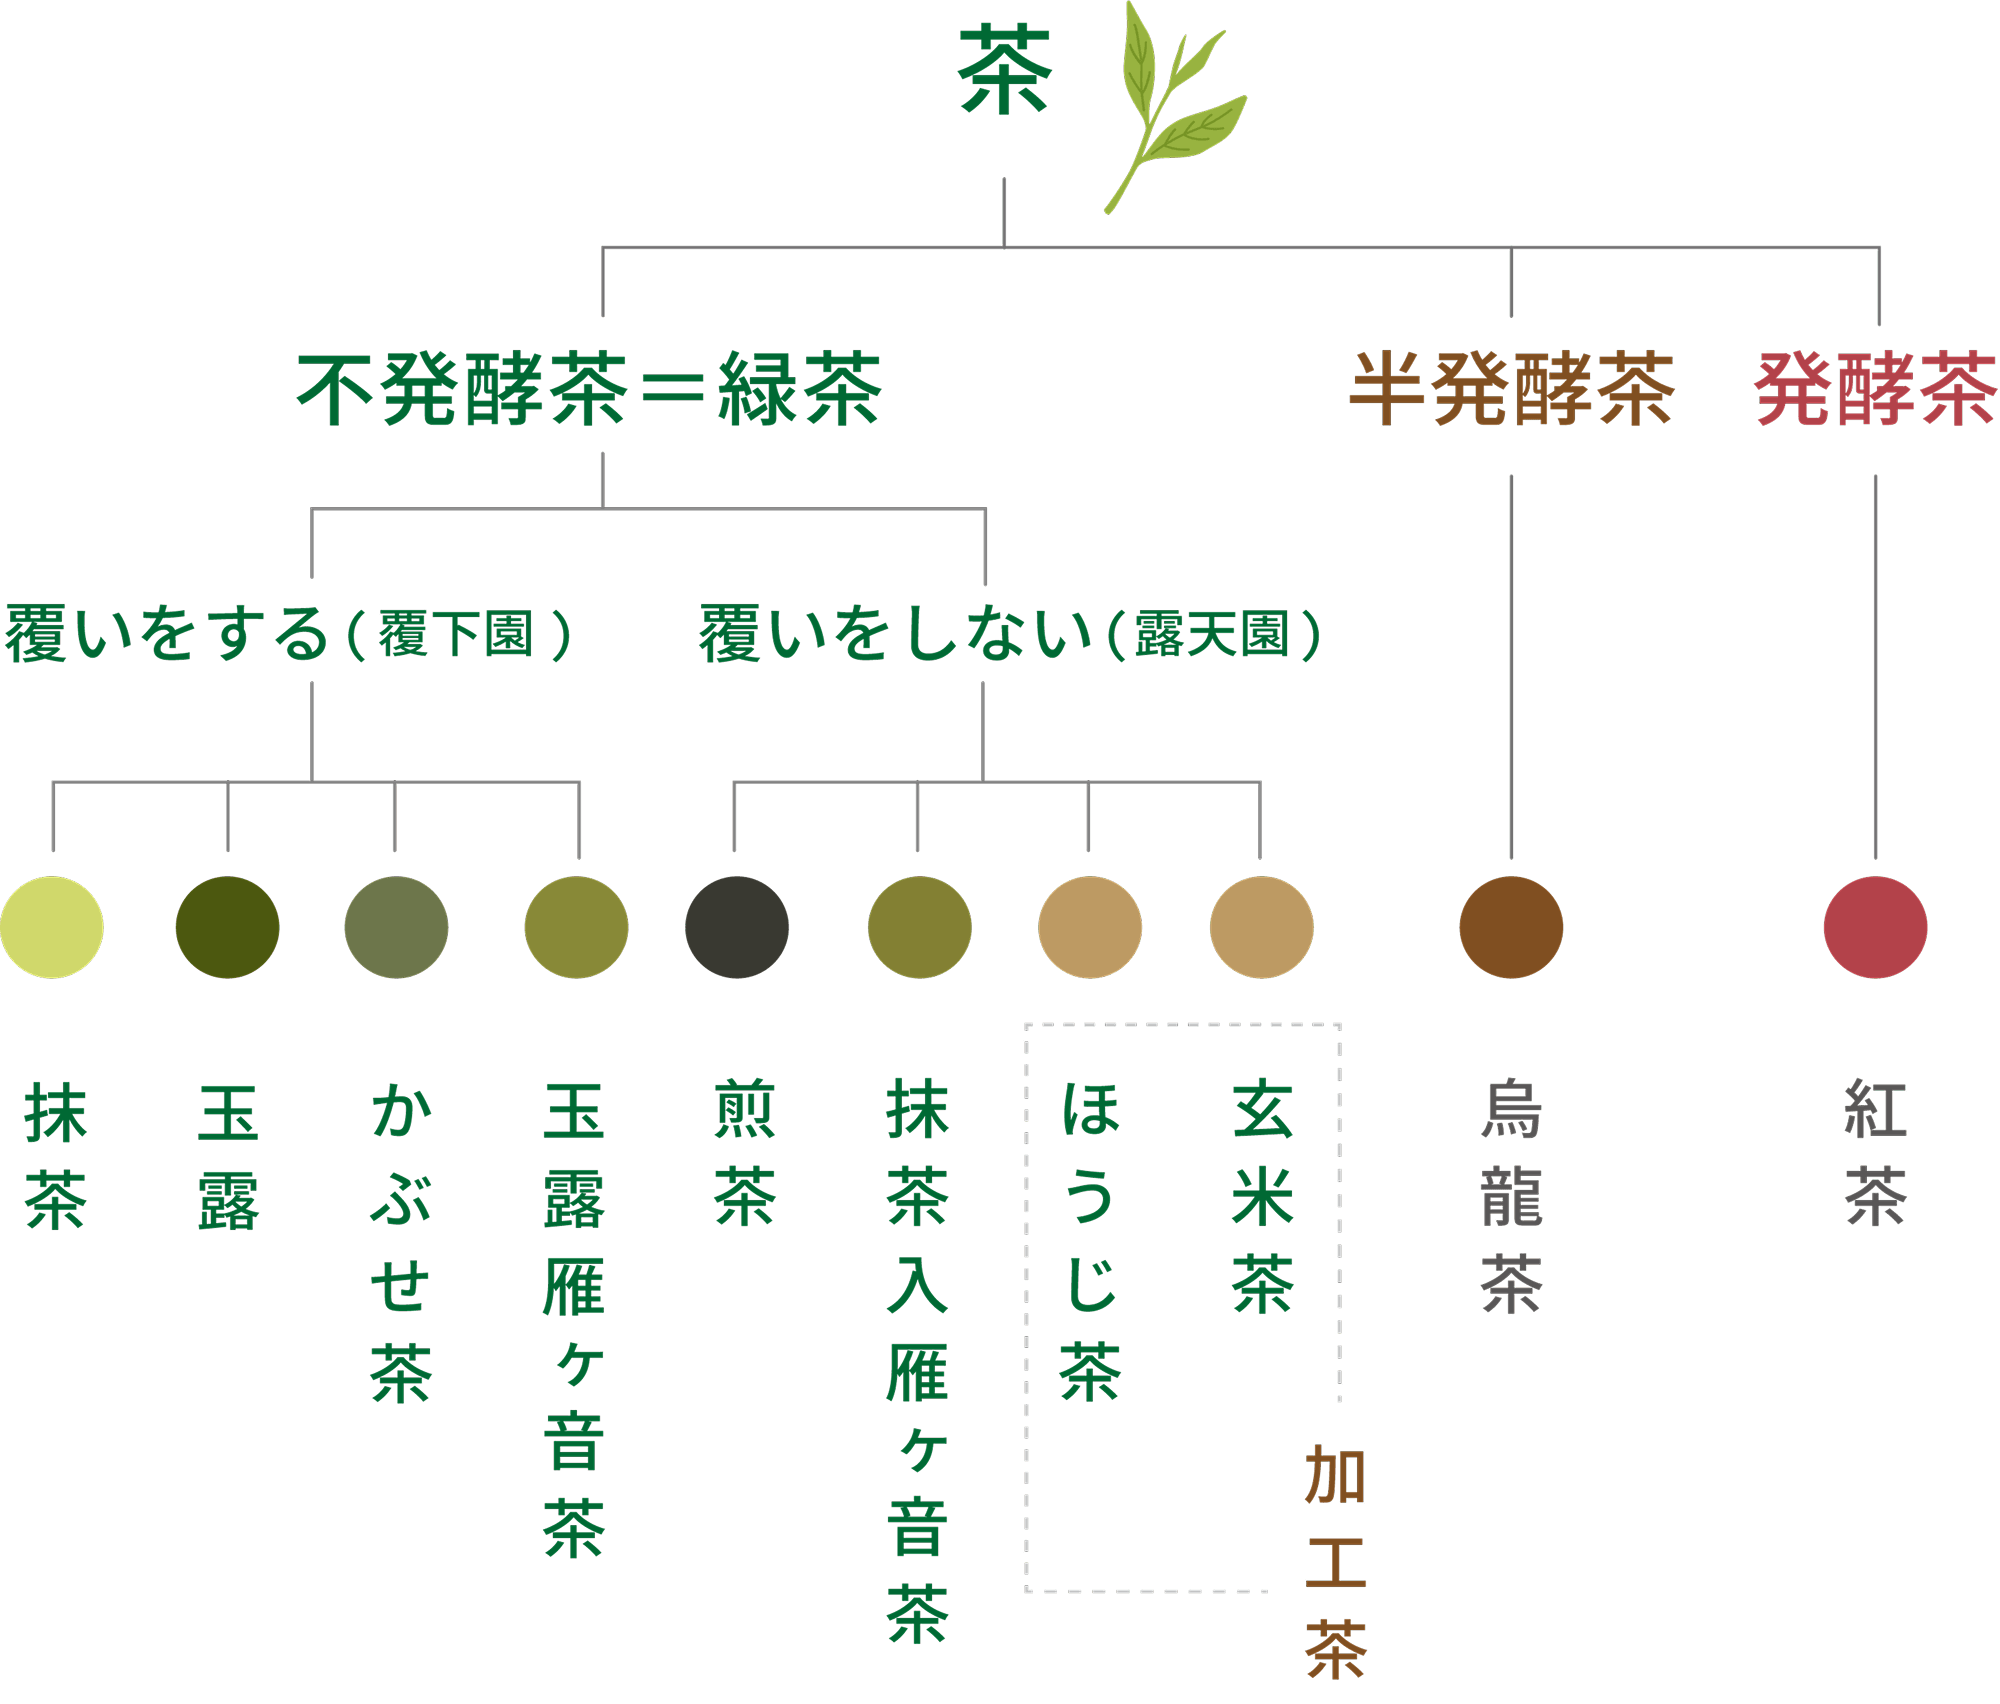 茶
不発酵茶＝緑茶
半発酵茶
発酵茶
覆いをする（覆下園）
覆いをしない（露天園）
抹茶
玉露
かぶせ茶
玉露雁ヶ音茶
煎茶
抹茶入雁ヶ音茶
ほうじ茶
玄米茶
加工茶
烏龍茶
紅茶